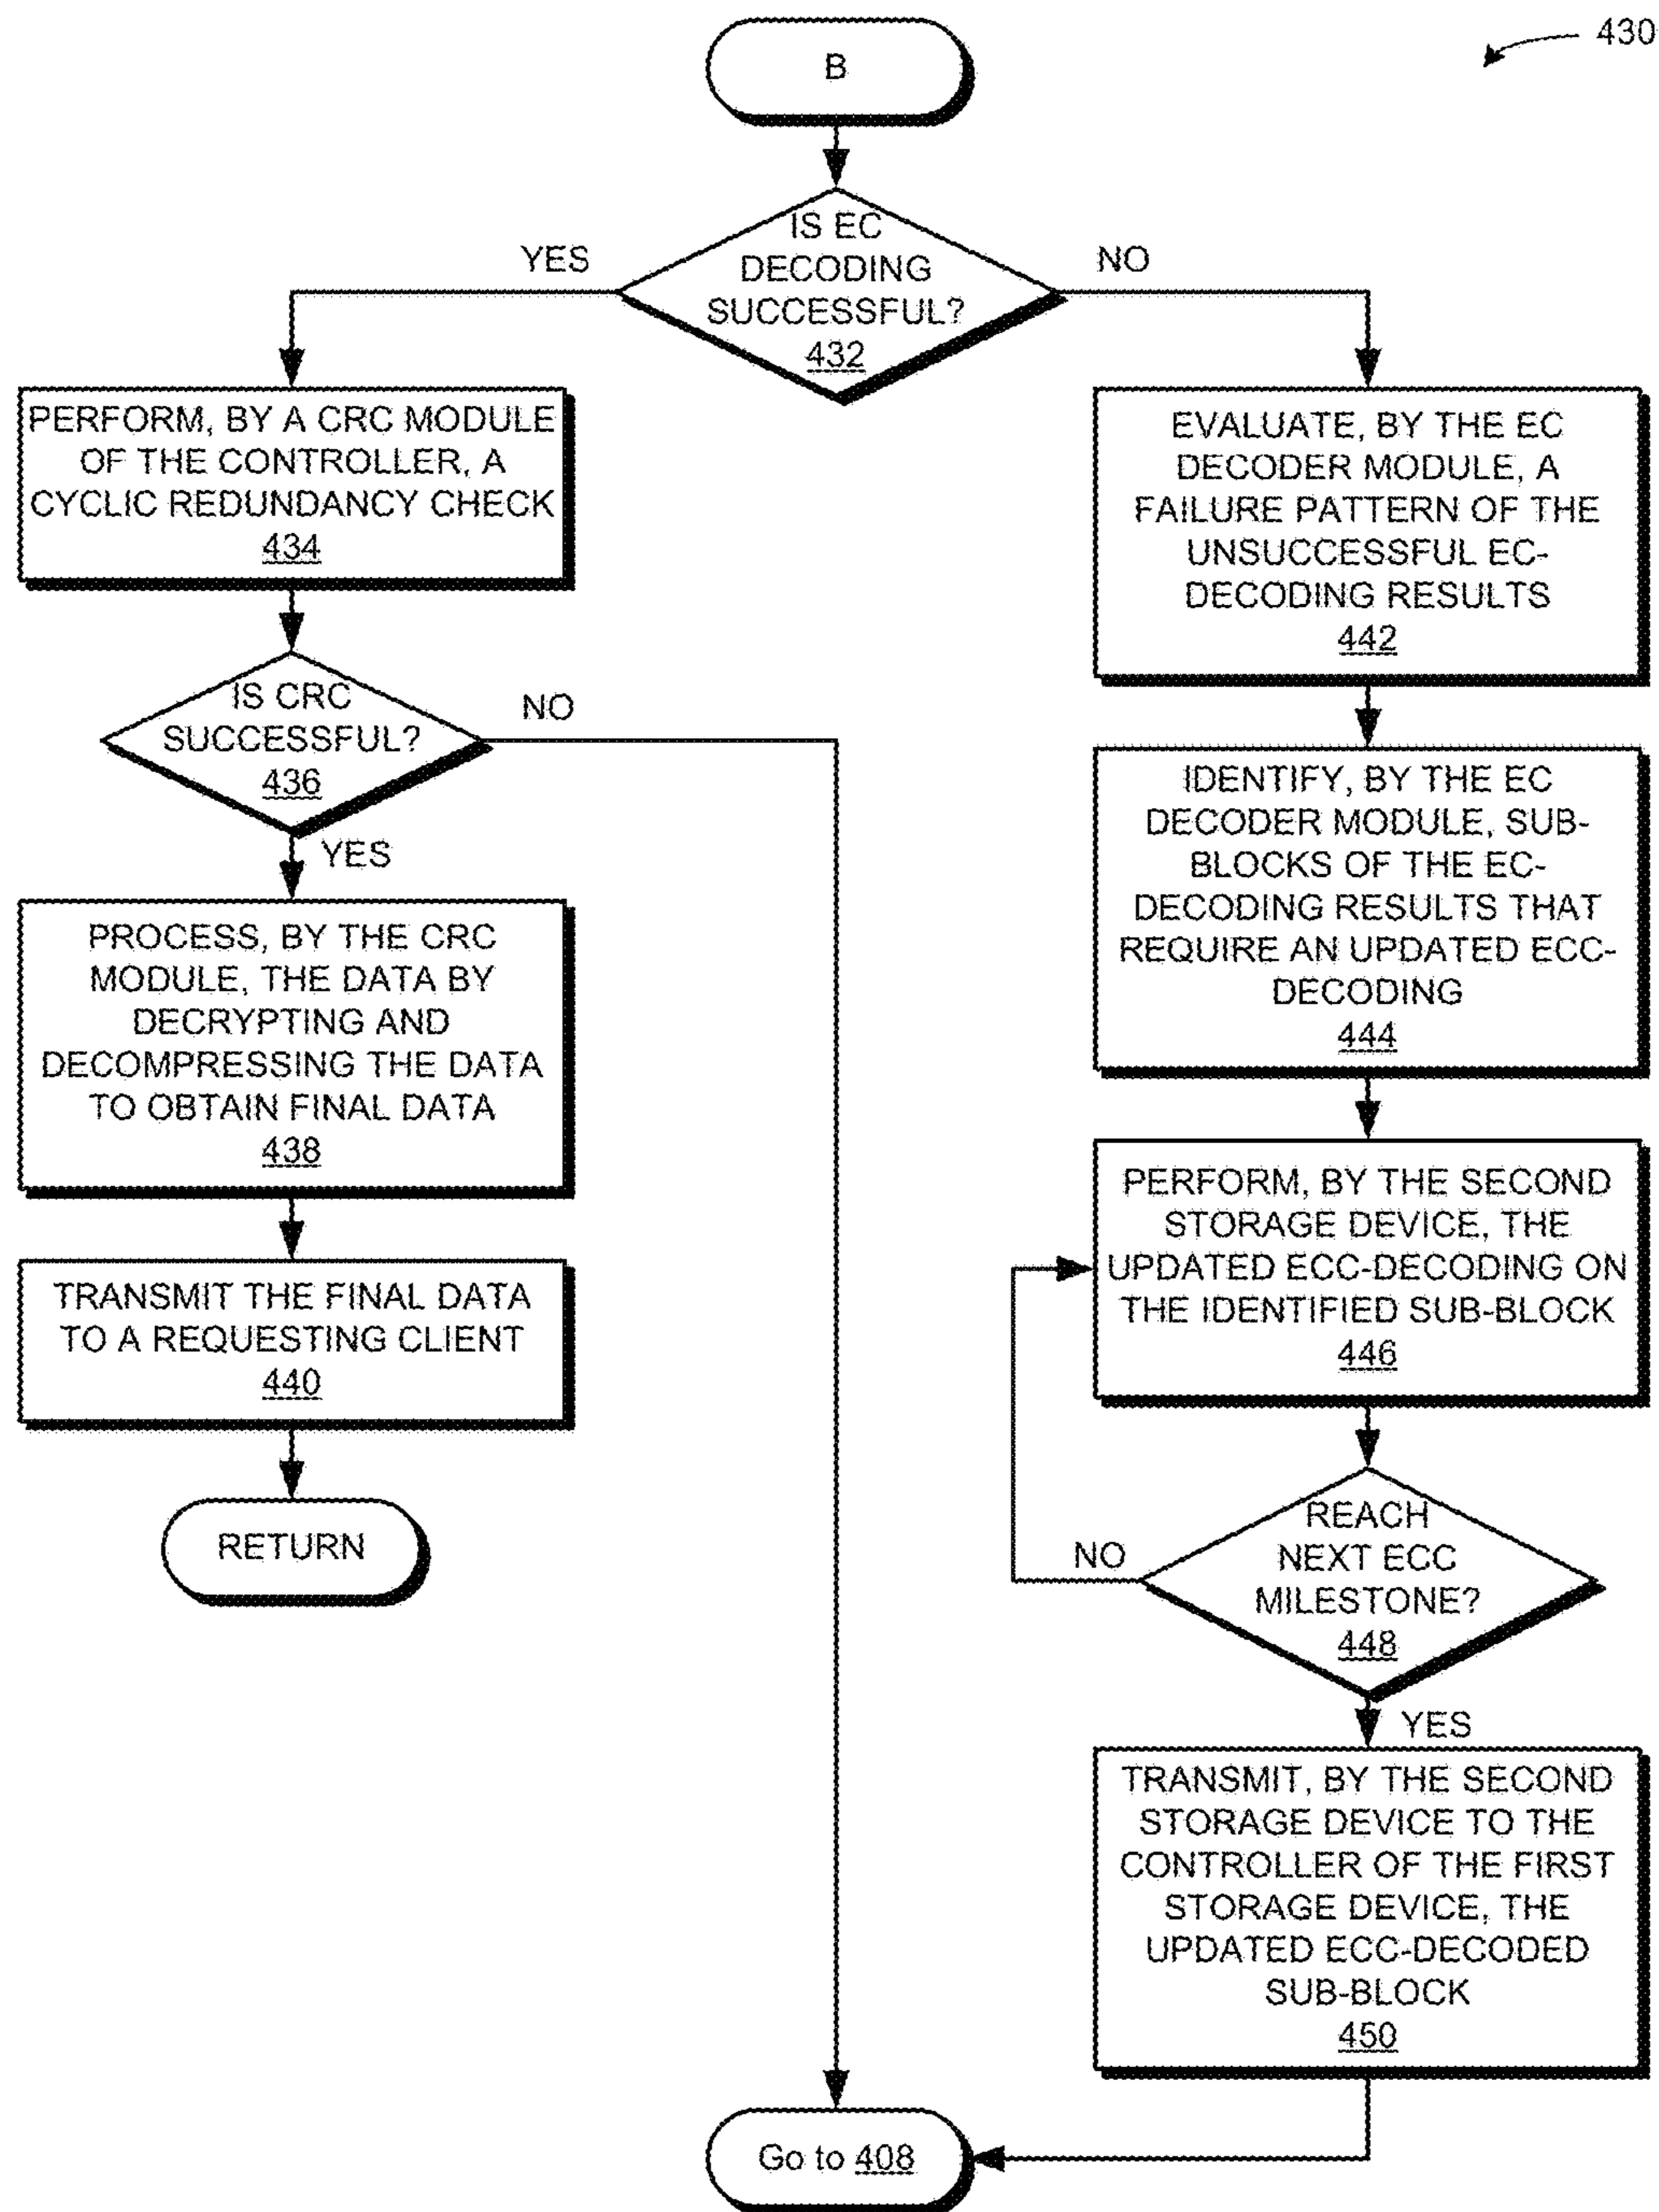 430
B
IS EC
DECODING
SUCCESSFUL?
432
YES
NO
PERFORM, BY A CRC MODULE
OF THE CONTROLLER, A
CYCLIC REDUNDANCY CHECK
434
IS CRC
SUCCESSFUL?
436
NO
YES
PROCESS, BY THE CRC
MODULE, THE DATA BY
DECRYPTING AND
DECOMPRESSING THE DATA
TO OBTAIN FINAL DATA
438
TRANSMIT THE FINAL DATA
TO A REQUESTING CLIENT
440
RETURN
EVALUATE, BY THE EC
DECODER MODULE, A
FAILURE PATTERN OF THE
UNSUCCESSFUL EC-
DECODING RESULTS
442
IDENTIFY, BY THE EC
DECODER MODULE, SUB-
BLOCKS OF THE EC-
DECODING RESULTS THAT
REQUIRE AN UPDATED ECC-
DECODING
444
PERFORM, BY THE SECOND
STORAGE DEVICE, THE
UPDATED ECC-DECODING ON
THE IDENTIFIED SUB-BLOCK
446
REACH
NEXT ECC
MILESTONE?
448
NO
YES
TRANSMIT, BY THE SECOND
STORAGE DEVICE TO THE
CONTROLLER OF THE FIRST
STORAGE DEVICE, THE
UPDATED ECC-DECODED
SUB-BLOCK
450
Go to 408